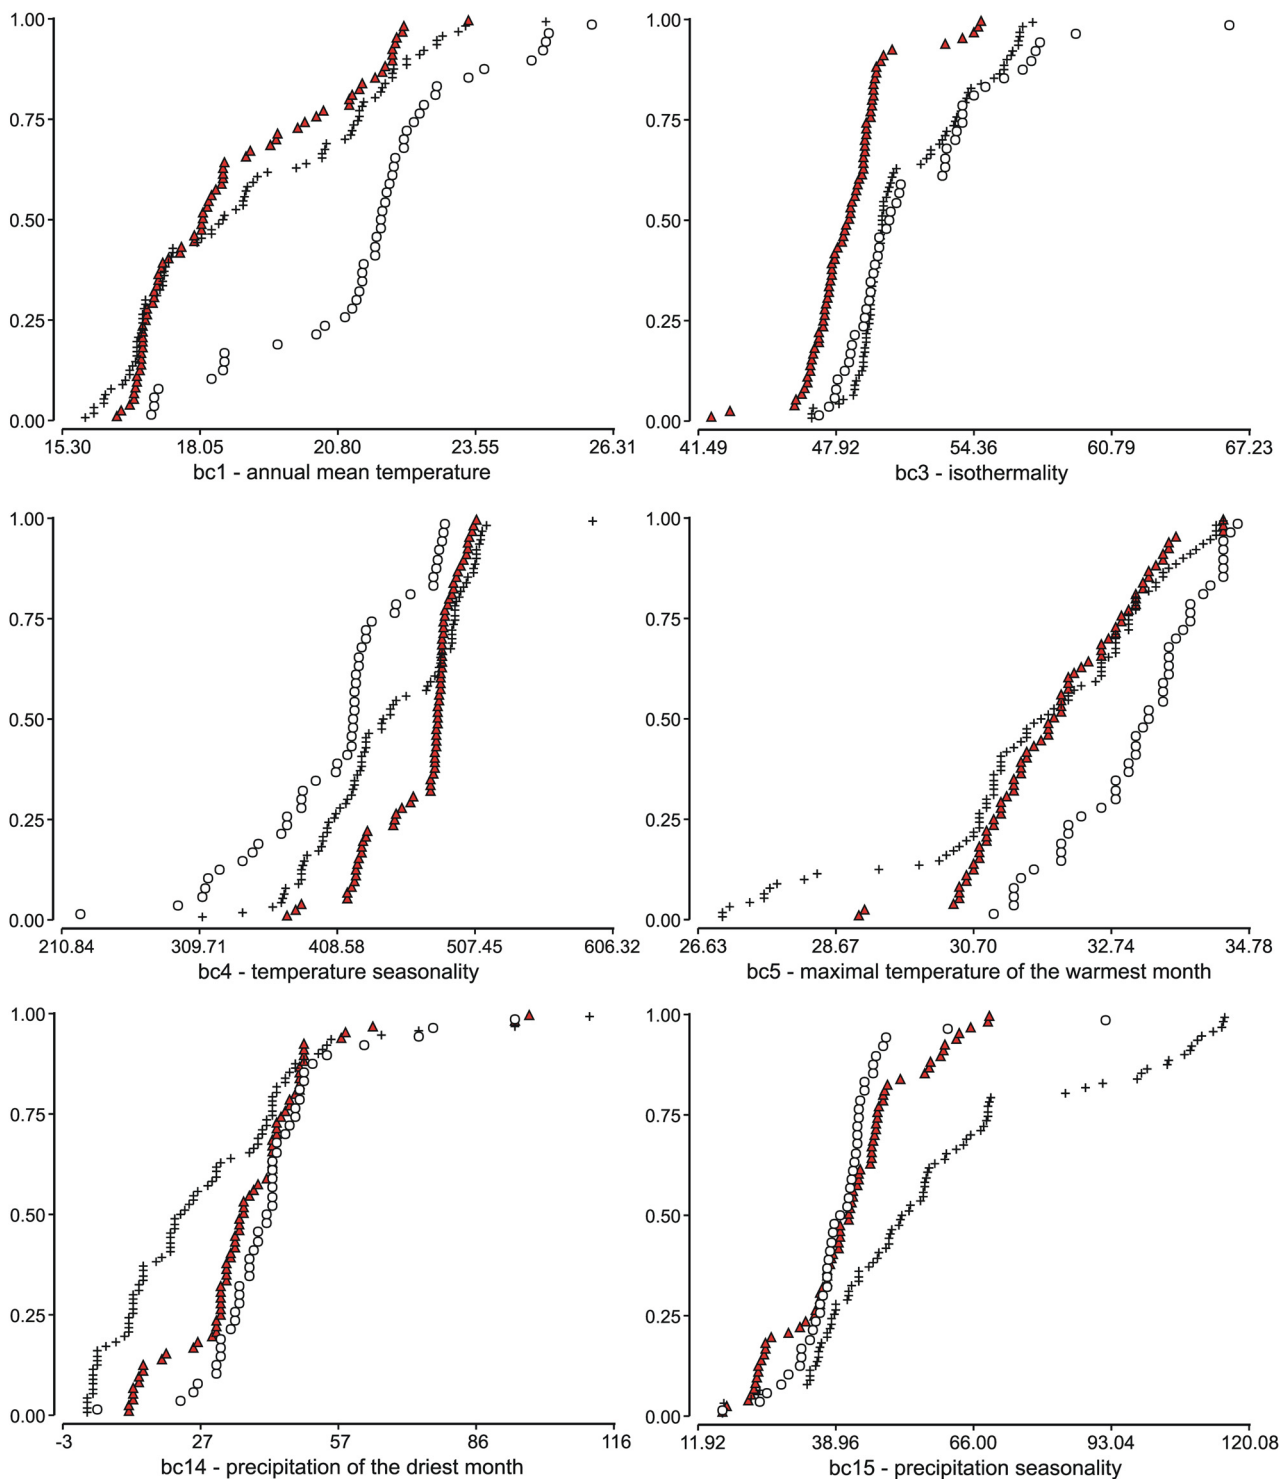 1.00
0.75
0.50
0.25
0.00
15.30 18.05 20.80 23.55 26.31
bc1 - annual mean temperature
1.00
0.75
0.50
0.25
0.00
41.49 47.92 54.36 60.79 67.23
bc3 - isothermality
1.00
0.75
0.50
0.25
0.00
210.84 309.71 408.58 507.45 606.32
bc4 - temperature seasonality
1.00
0.75
0.50
0.25
0.00
26.63 28.67 30.70 32.74 34.78
bc5 - maximal temperature of the warmest month
1.00
0.75
0.50
0.25
0.00
-3 27 57 86 116
bc14 - precipitation of the driest month
1.00
0.75
0.50
0.25
0.00
11.92 38.96 66.00 93.04 120.08
bc15 - precipitation seasonality